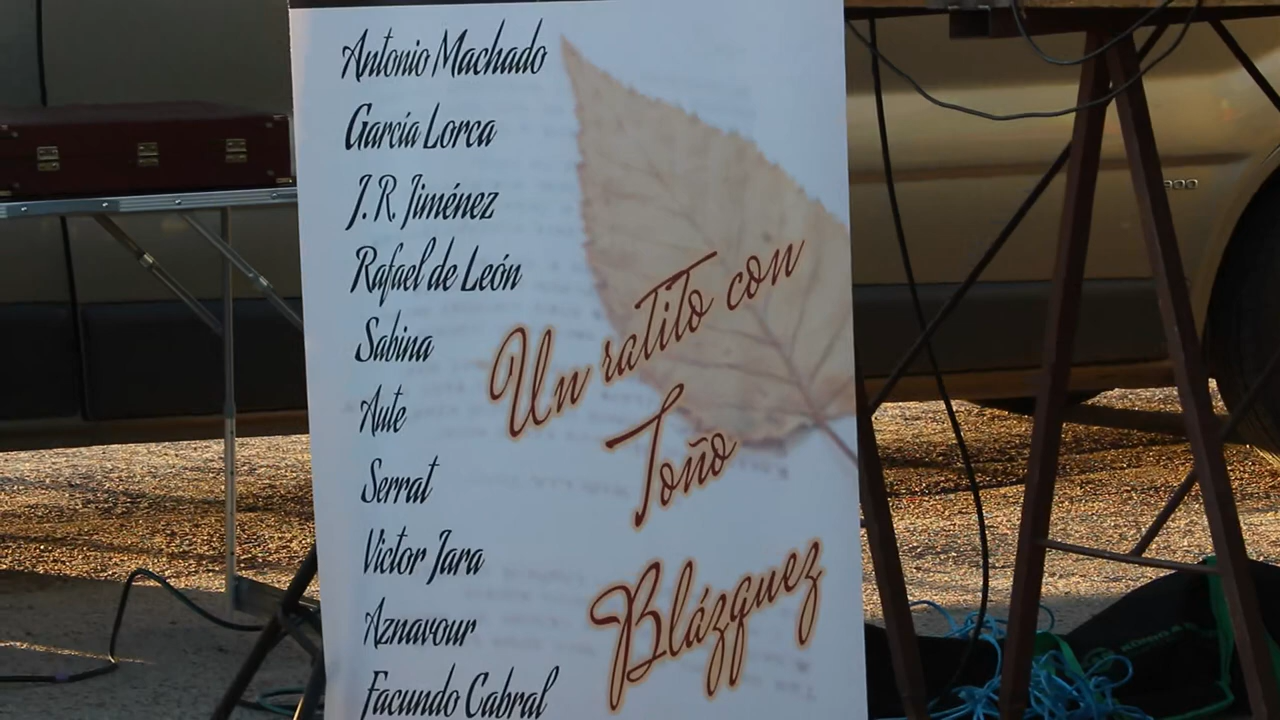 Antonio Machado
García Lorca
J. R. Jiménez
Rafael de León
Sabina
Aute
Serrat
Victor Jara
Aznavour
Facundo Cabral
Un ratito con
Toño
Blázquez